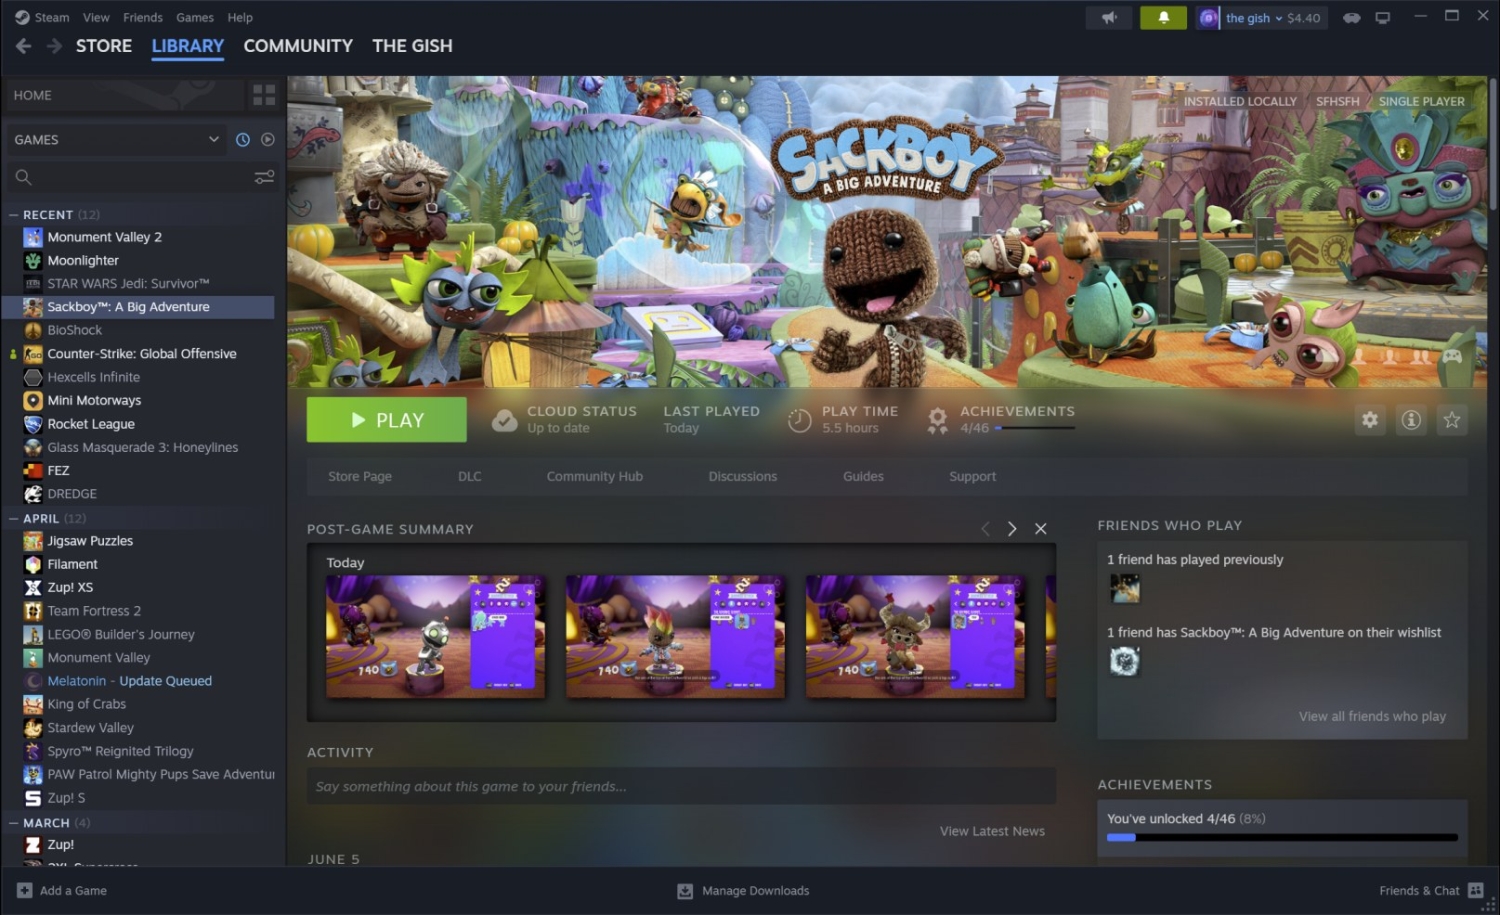 Steam View Friends Games Help
the gish $4.40
STORE LIBRARY COMMUNITY THE GISH
HOME
GAMES
RECENT (12)
Monument Valley 2
Moonlighter
STAR WARS Jedi: Survivor™
Sackboy™: A Big Adventure
BioShock
Counter-Strike: Global Offensive
Hexcells Infinite
Mini Motorways
Rocket League
Glass Masquerade 3: Honeylines
FEZ
DREDGE
APRIL (12)
Jigsaw Puzzles
Filament
Zup! XS
Team Fortress 2
LEGO® Builder's Journey
Monument Valley
Melatonin - Update Queued
King of Crabs
Stardew Valley
Spyro™ Reignited Trilogy
PAW Patrol Mighty Pups Save Adventur
Zup! S
MARCH (4)
Zup!
Add a Game
INSTALLED LOCALLY / SFHSFH / SINGLE PLAYER
SACKBOY
A BIG ADVENTURE
PLAY
CLOUD STATUS
Up to date
LAST PLAYED
Today
PLAY TIME
5.5 hours
ACHIEVEMENTS
4/46
Store Page DLC Community Hub Discussions Guides Support
POST-GAME SUMMARY
Today
740
740
740
ACTIVITY
Say something about this game to your friends...
View Latest News
JUNE 5
FRIENDS WHO PLAY
1 friend has played previously
1 friend has Sackboy™: A Big Adventure on their wishlist
View all friends who play
ACHIEVEMENTS
You've unlocked 4/46 (8%)
Manage Downloads
Friends & Chat